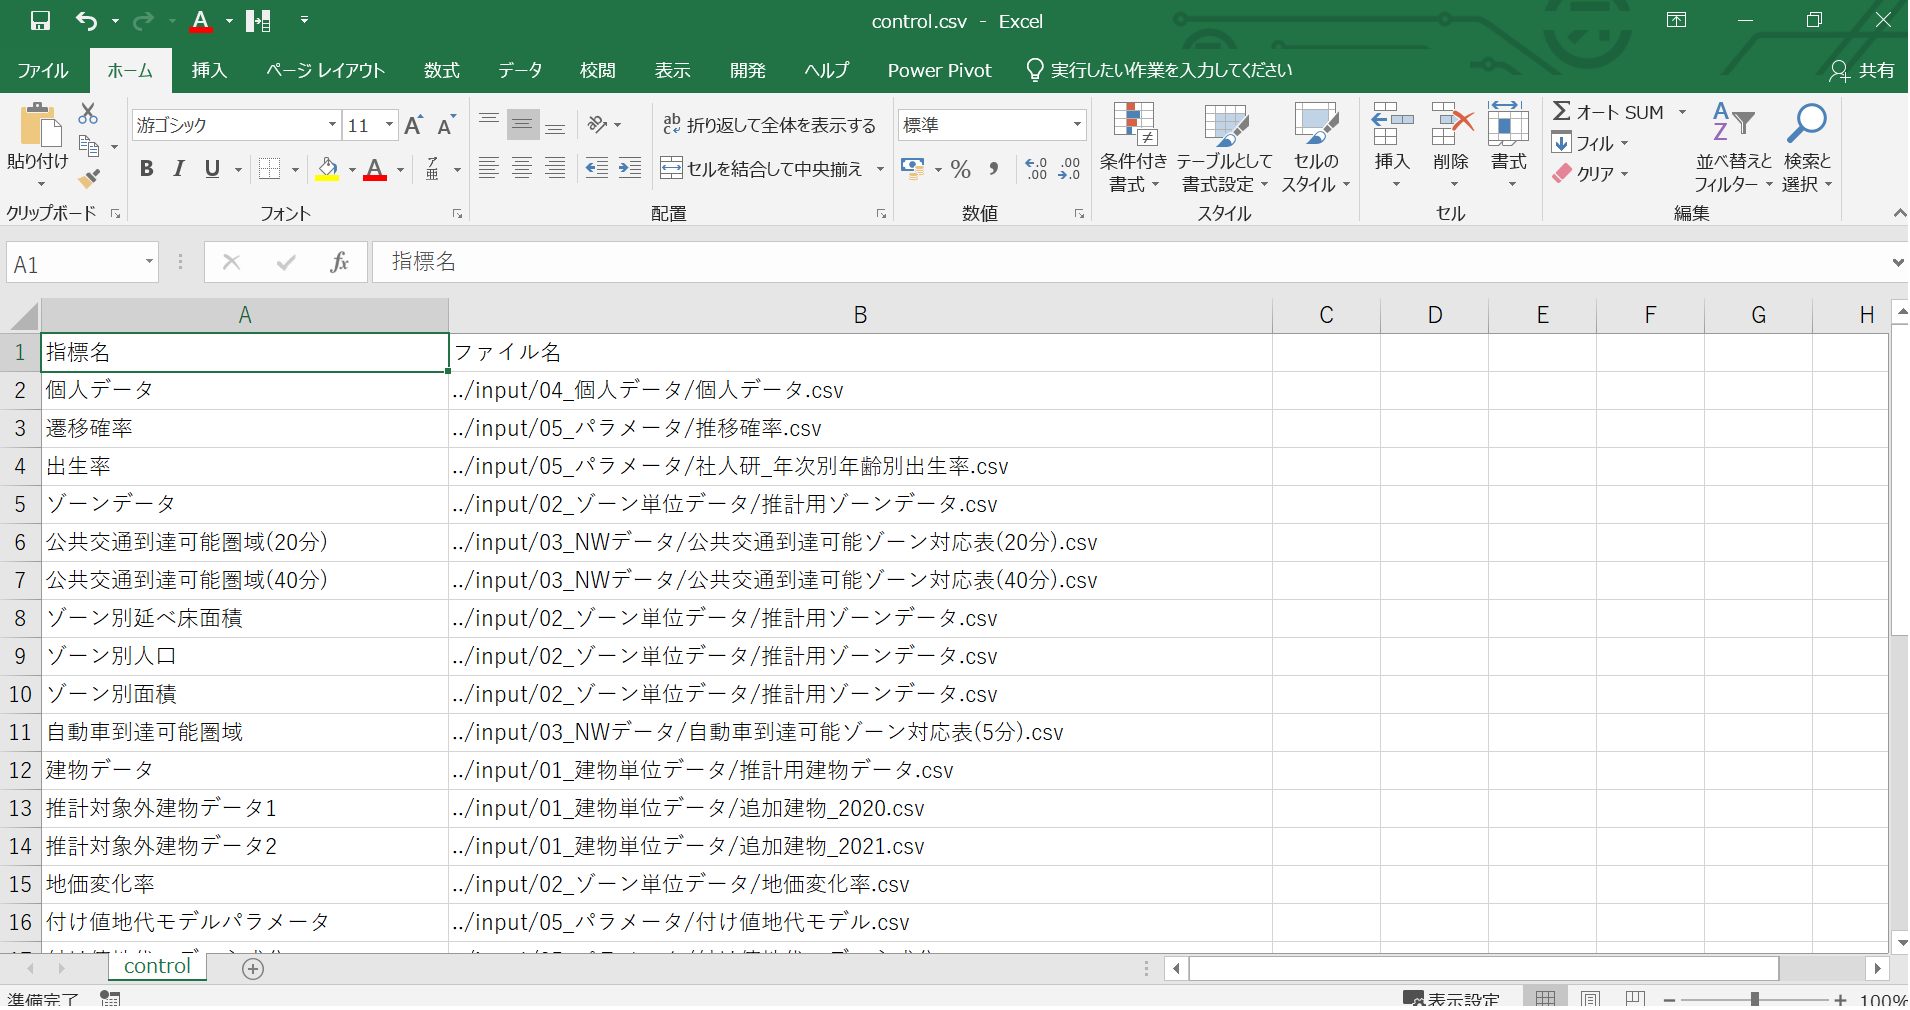 control.csv - Excel
ファイル ホーム 挿入 ページ レイアウト 数式 データ 校閲 表示 開発 ヘルプ Power Pivot 実行したい作業を入力してください 共有
貼り付け
クリップボード
游ゴシック 11
B I U
フォント
折り返して全体を表示する
セルを結合して中央揃え
配置
標準
数値
条件付き書式
テーブルとして書式設定
セルのスタイル
スタイル
挿入 削除 書式
セル
オート SUM
フィル
クリア
並べ替えとフィルター
検索と選択
編集
A1 fx 指標名
A B C D E F G H
1 指標名 ファイル名
2 個人データ ../input/04_個人データ/個人データ.csv
3 遷移確率 ../input/05_パラメータ/推移確率.csv
4 出生率 ../input/05_パラメータ/社人研_年次別年齢別出生率.csv
5 ゾーンデータ ../input/02_ゾーン単位データ/推計用ゾーンデータ.csv
6 公共交通到達可能圏域(20分) ../input/03_NWデータ/公共交通到達可能ゾーン対応表(20分).csv
7 公共交通到達可能圏域(40分) ../input/03_NWデータ/公共交通到達可能ゾーン対応表(40分).csv
8 ゾーン別延べ床面積 ../input/02_ゾーン単位データ/推計用ゾーンデータ.csv
9 ゾーン別人口 ../input/02_ゾーン単位データ/推計用ゾーンデータ.csv
10 ゾーン別面積 ../input/02_ゾーン単位データ/推計用ゾーンデータ.csv
11 自動車到達可能圏域 ../input/03_NWデータ/自動車到達可能ゾーン対応表(5分).csv
12 建物データ ../input/01_建物単位データ/推計用建物データ.csv
13 推計対象外建物データ1 ../input/01_建物単位データ/追加建物_2020.csv
14 推計対象外建物データ2 ../input/01_建物単位データ/追加建物_2021.csv
15 地価変化率 ../input/02_ゾーン単位データ/地価変化率.csv
16 付け値地代モデルパラメータ ../input/05_パラメータ/付け値地代モデル.csv
control
準備完了 表示設定 100%